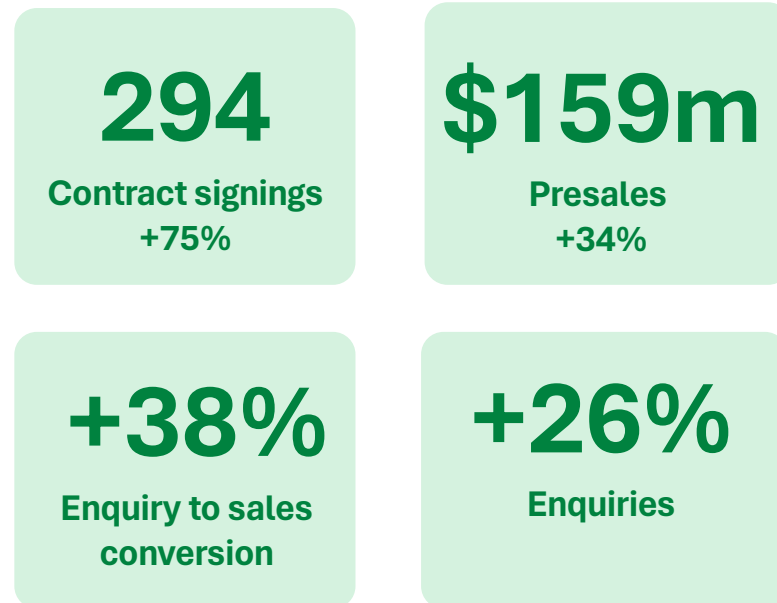 294
Contract signings
+75%
$159m
Presales
+34%
+38%
Enquiry to sales
conversion
+26%
Enquiries